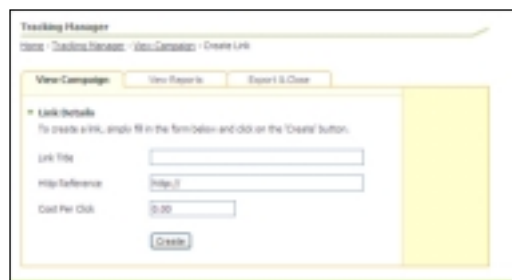 Tracking Manager
Home > Tracking Manager > View Campaign > Create Link
View Campaign View Reports Export & Close
Link Details
To create a link, simply fill in the form below and click on the 'Create' button.
Link Title
Http Reference http://
Cost Per Click 0.00
Create